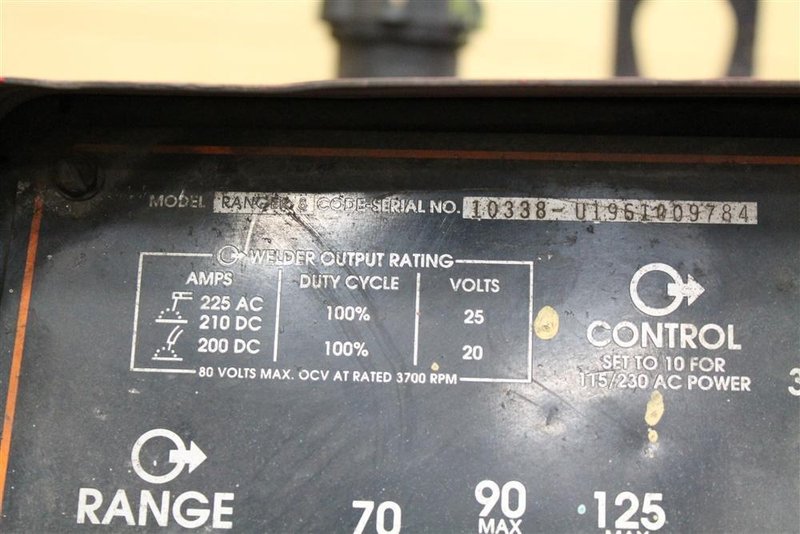 MODEL RANGER 8 CODE-SERIAL NO. 10338-U1961009784
WELDER OUTPUT RATING
AMPS DUTY CYCLE VOLTS
225 AC
210 DC 100% 25
200 DC 100% 20
80 VOLTS MAX. OCV AT RATED 3700 RPM
CONTROL
SET TO 10 FOR
115/230 AC POWER
3
RANGE
70
90
MAX
125
MAX